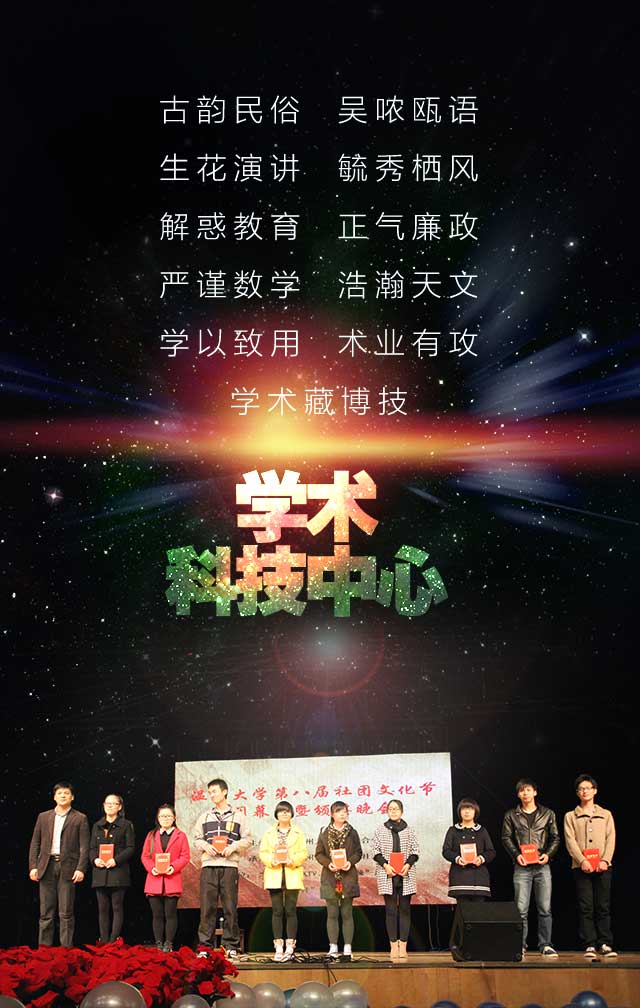 古韵民俗 吴哝瓯语
生花演讲 毓秀栖风
解惑教育 正气廉政
严谨数学 浩瀚天文
学以致用 术业有攻
学术藏博技
学术
科技中心
温 大学第八届社团文化节
幕 暨颁 晚会